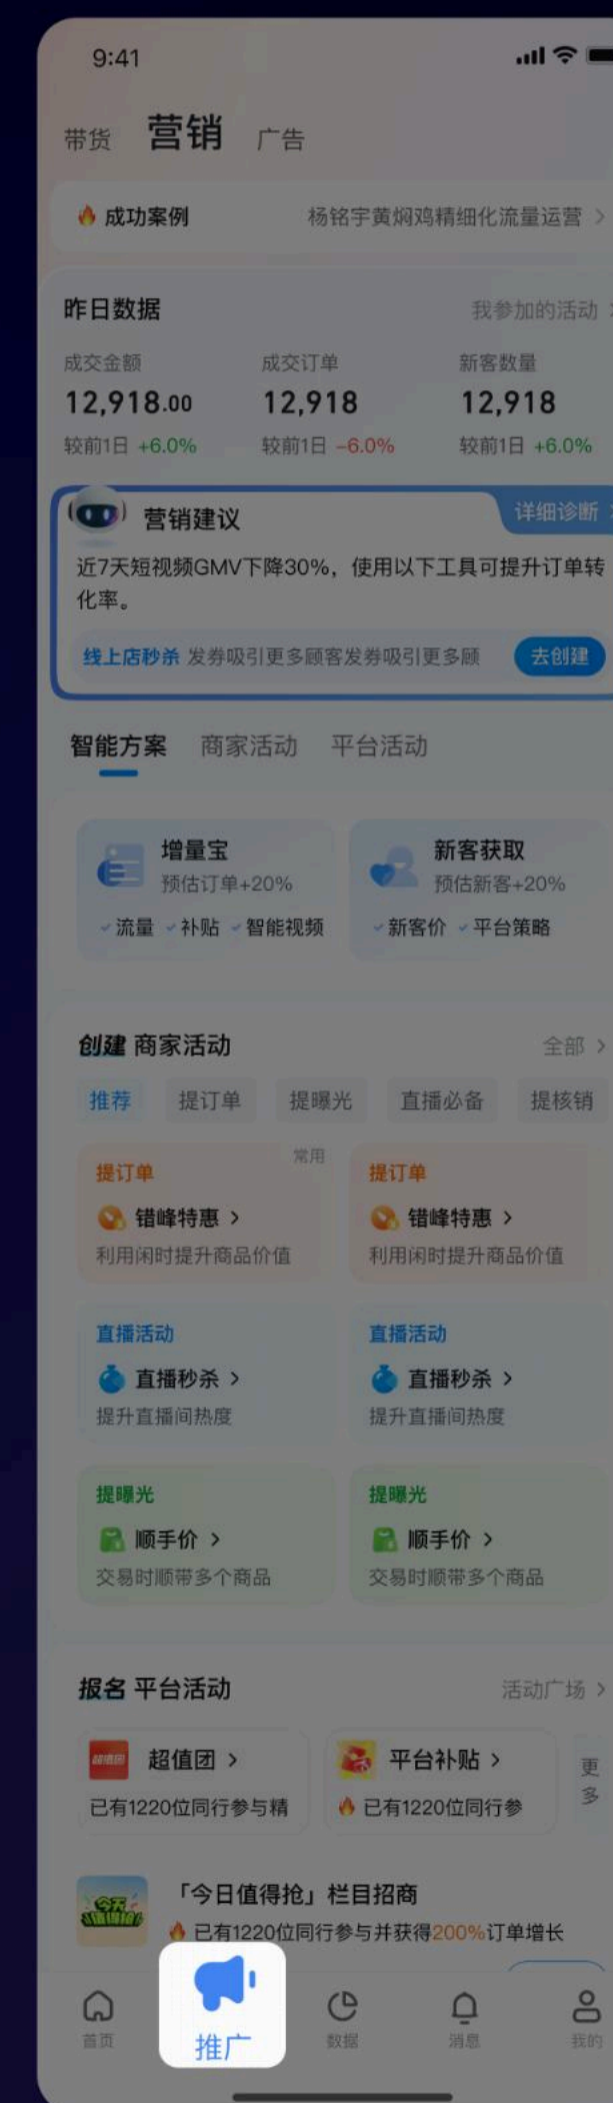 9:41
带货 营销 广告
成功案例 杨铭宇黄焖鸡精细化流量运营
昨日数据 我参加的活动
成交金额 成交订单 新客数量
12,918.00 12,918 12,918
较前1日 +6.0% 较前1日 -6.0% 较前1日 +6.0%
营销建议 详细诊断
近7天短视频GMV下降30%，使用以下工具可提升订单转
化率。
线上店秒杀 发券吸引更多顾客发券吸引更多顾 去创建
智能方案 商家活动 平台活动
增量宝 新客获取
预估订单+20% 预估新客+20%
流量 补贴 智能视频 新客价 平台策略
创建 商家活动 全部
推荐 提订单 提曝光 直播必备 提核销
提订单 常用 提订单
错峰特惠 错峰特惠
利用闲时提升商品价值 利用闲时提升商品价值
直播活动 直播活动
直播秒杀 直播秒杀
提升直播间热度 提升直播间热度
提曝光 提曝光
顺手价 顺手价
交易时顺带多个商品 交易时顺带多个商品
报名 平台活动 活动广场
超值团 超值团 平台补贴 更
已有1220位同行参与精 已有1220位同行参 多
「今日值得抢」栏目招商
已有1220位同行参与并获得200%订单增长
首页 推广 数据 消息 我的